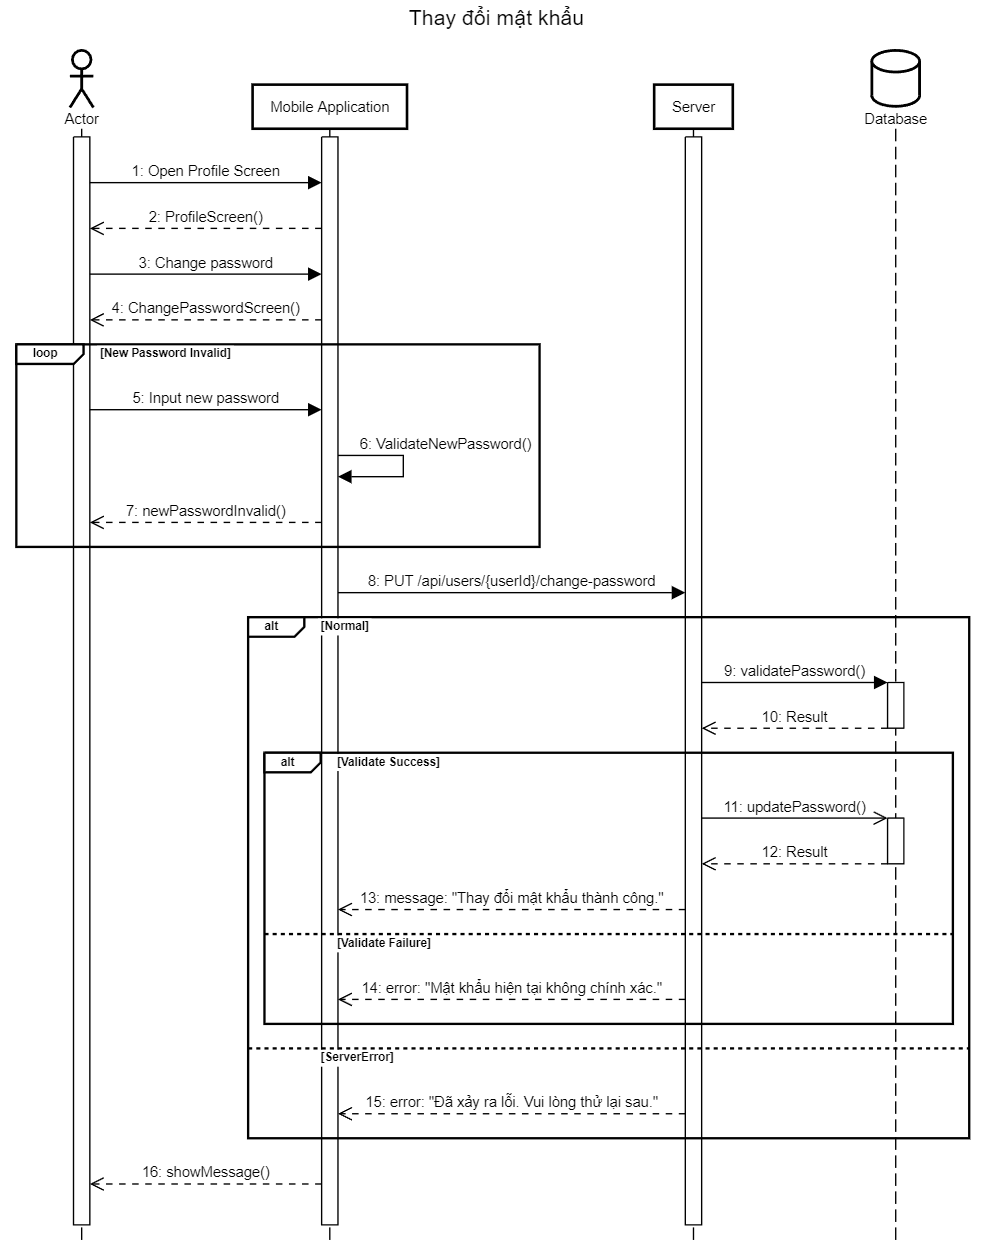 Thay đổi mật khẩu
Actor
Mobile Application
Server
Database
1: Open Profile Screen
2: ProfileScreen()
3: Change password
4: ChangePasswordScreen()
loop
[New Password Invalid]
5: Input new password
6: ValidateNewPassword()
7: newPasswordInvalid()
8: PUT /api/users/{userId}/change-password
alt
[Normal]
9: validatePassword()
10: Result
alt
[Validate Success]
11: updatePassword()
12: Result
13: message: "Thay đổi mật khẩu thành công."
[Validate Failure]
14: error: "Mật khẩu hiện tại không chính xác."
[ServerError]
15: error: "Đã xảy ra lỗi. Vui lòng thử lại sau."
16: showMessage()